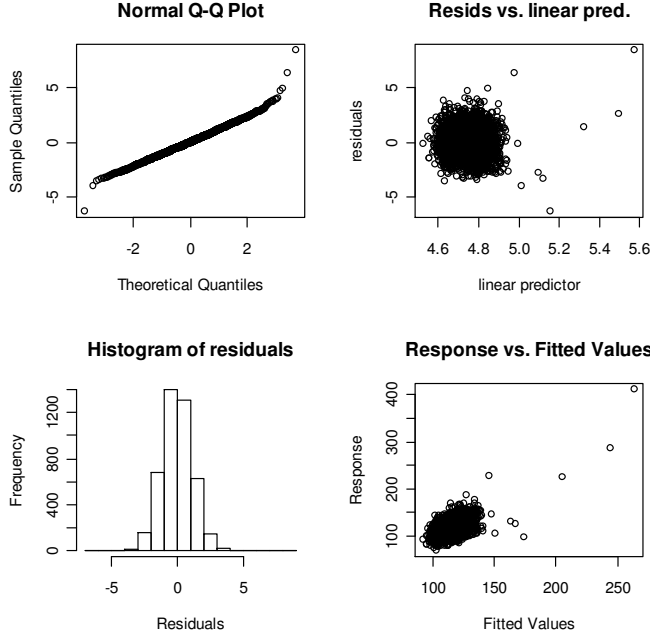 Normal Q-Q Plot
Sample Quantiles
-5 0 5
-2 0 2
Theoretical Quantiles
Resids vs. linear pred.
residuals
-5 0 5
4.6 4.8 5.0 5.2 5.4 5.6
linear predictor
Histogram of residuals
Frequency
0 400 800 1200
-5 0 5
Residuals
Response vs. Fitted Values
Response
100 200 300 400
100 150 200 250
Fitted Values